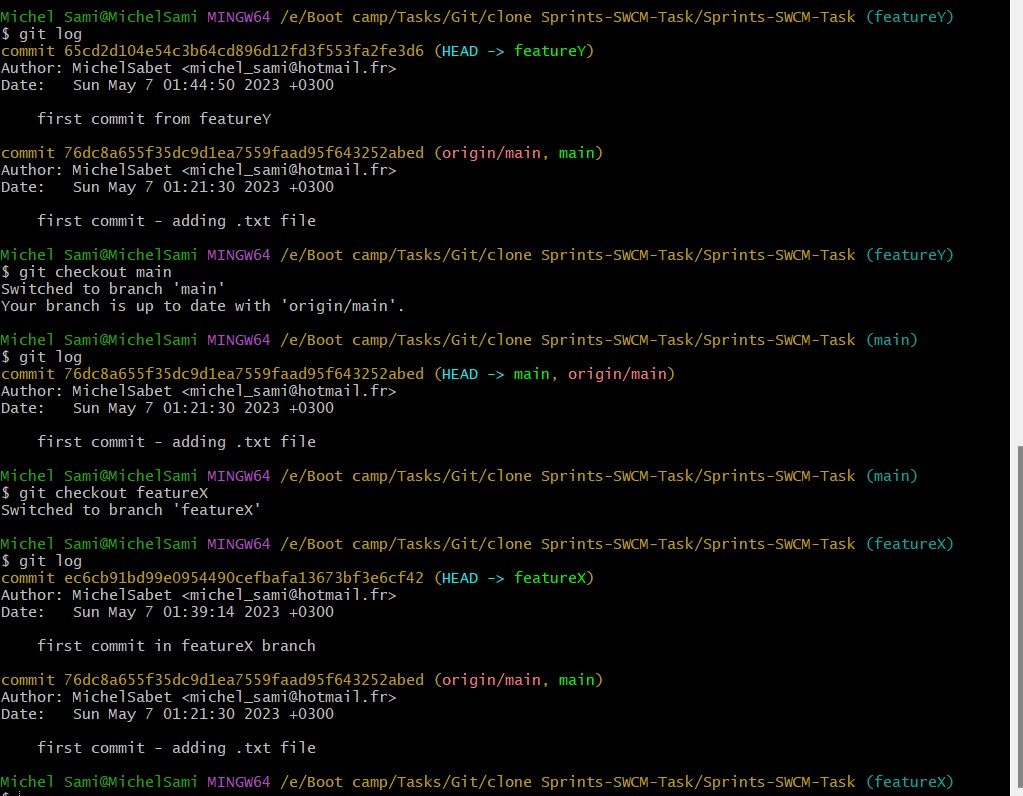 Michel Sami@MichelSami MINGW64 /e/Boot camp/Tasks/Git/clone Sprints-SWCM-Task/Sprints-SWCM-Task (featureY)
$ git log
commit 65cd2d104e54c3b64cd896d12fd3f553fa2fe3d6 (HEAD -> featureY)
Author: MichelSabet <michel_sami@hotmail.fr>
Date:   Sun May 7 01:44:50 2023 +0300

    first commit from featureY

commit 76dc8a655f35dc9d1ea7559faad95f643252abed (origin/main, main)
Author: MichelSabet <michel_sami@hotmail.fr>
Date:   Sun May 7 01:21:30 2023 +0300

    first commit - adding .txt file

Michel Sami@MichelSami MINGW64 /e/Boot camp/Tasks/Git/clone Sprints-SWCM-Task/Sprints-SWCM-Task (featureY)
$ git checkout main
Switched to branch 'main'
Your branch is up to date with 'origin/main'.

Michel Sami@MichelSami MINGW64 /e/Boot camp/Tasks/Git/clone Sprints-SWCM-Task/Sprints-SWCM-Task (main)
$ git log
commit 76dc8a655f35dc9d1ea7559faad95f643252abed (HEAD -> main, origin/main)
Author: MichelSabet <michel_sami@hotmail.fr>
Date:   Sun May 7 01:21:30 2023 +0300

    first commit - adding .txt file

Michel Sami@MichelSami MINGW64 /e/Boot camp/Tasks/Git/clone Sprints-SWCM-Task/Sprints-SWCM-Task (main)
$ git checkout featureX
Switched to branch 'featureX'

Michel Sami@MichelSami MINGW64 /e/Boot camp/Tasks/Git/clone Sprints-SWCM-Task/Sprints-SWCM-Task (featureX)
$ git log
commit ec6cb91bd99e0954490cefbafa13673bf3e6cf42 (HEAD -> featureX)
Author: MichelSabet <michel_sami@hotmail.fr>
Date:   Sun May 7 01:39:14 2023 +0300

    first commit in featureX branch

commit 76dc8a655f35dc9d1ea7559faad95f643252abed (origin/main, main)
Author: MichelSabet <michel_sami@hotmail.fr>
Date:   Sun May 7 01:21:30 2023 +0300

    first commit - adding .txt file

Michel Sami@MichelSami MINGW64 /e/Boot camp/Tasks/Git/clone Sprints-SWCM-Task/Sprints-SWCM-Task (featureX)
$